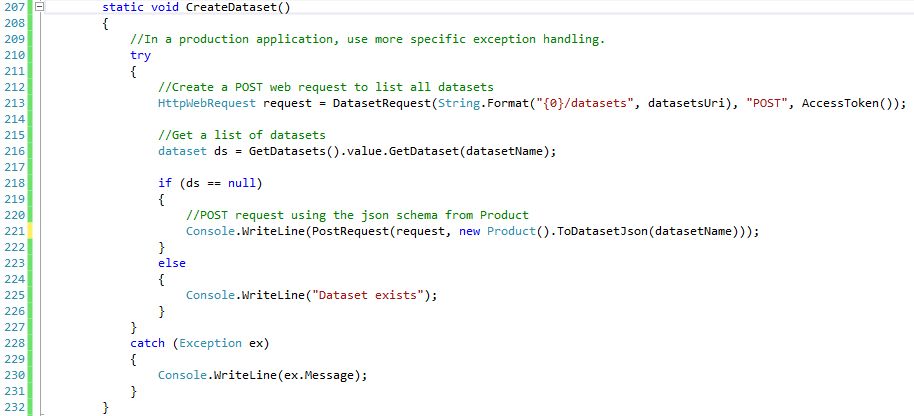 207 static void CreateDataset()
208 {
209 //In a production application, use more specific exception handling.
210 try
211 {
212 //Create a POST web request to list all datasets
213 HttpWebRequest request = DatasetRequest(String.Format("{0}/datasets", datasetsUri), "POST", AccessToken());
214
215 //Get a list of datasets
216 dataset ds = GetDatasets().value.GetDataset(datasetName);
217
218 if (ds == null)
219 {
220 //POST request using the json schema from Product
221 Console.WriteLine(PostRequest(request, new Product().ToDatasetJson(datasetName)));
222 }
223 else
224 {
225 Console.WriteLine("Dataset exists");
226 }
227 }
228 catch (Exception ex)
229 {
230 Console.WriteLine(ex.Message);
231 }
232 }